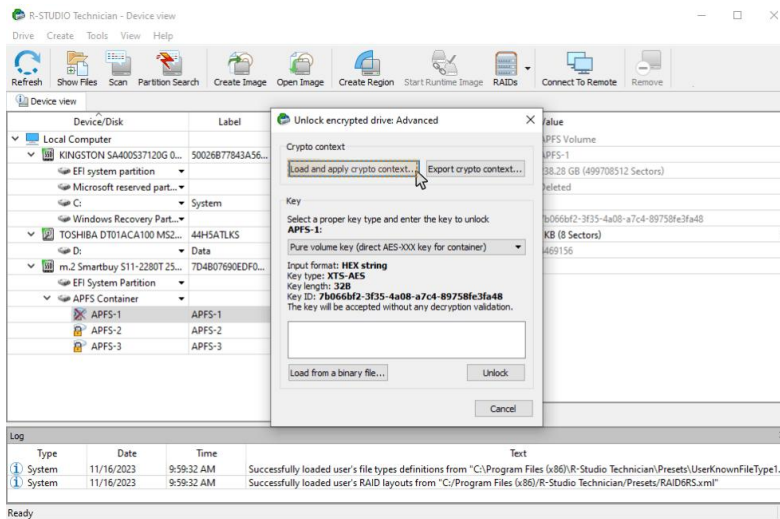 R-STUDIO Technician - Device view
Drive Create Tools View Help
Refresh Show Files Scan Partition Search Create Image Open Image Create Region Start Runtime Image RAIDs Connect To Remote Remove
Device view
Device/Disk Label
Local Computer
KINGSTON SA400S37120G 0... 50026B77843A56...
EFI system partition
Microsoft reserved part...
C: System
Windows Recovery Part...
TOSHIBA DT01ACA100 MS2... 44H5ATLKS
D: Data
m.2 Smartbuy S11-2280T 25... 7D4B07690EDF0...
EFI System Partition
APFS Container
APFS-1 APFS-1
APFS-2 APFS-2
APFS-3 APFS-3
Unlock encrypted drive: Advanced
Crypto context
Load and apply crypto context... Export crypto context...
Key
Select a proper key type and enter the key to unlock
APFS-1:
Pure volume key (direct AES-XXX key for container)
Input format: HEX string
Key type: XTS-AES
Key length: 32B
Key ID: 7b066bf2-3f35-4a08-a7c4-89758fe3fa48
The key will be accepted without any decryption validation.
Load from a binary file... Unlock
Cancel
APFS Volume
APFS-1
38.28 GB (499708512 Sectors)
Deleted
7b066bf2-3f35-4a08-a7c4-89758fe3fa48
KB (8 Sectors)
469156
Log
Type Date Time Text
System 11/16/2023 9:59:32 AM Successfully loaded user's file types definitions from "C:\Program Files (x86)\R-Studio Technician\Presets\UserKnownFileType1.
System 11/16/2023 9:59:32 AM Successfully loaded user's RAID layouts from "C:/Program Files (x86)/R-Studio Technician/Presets/RAID6RS.xml"
Ready